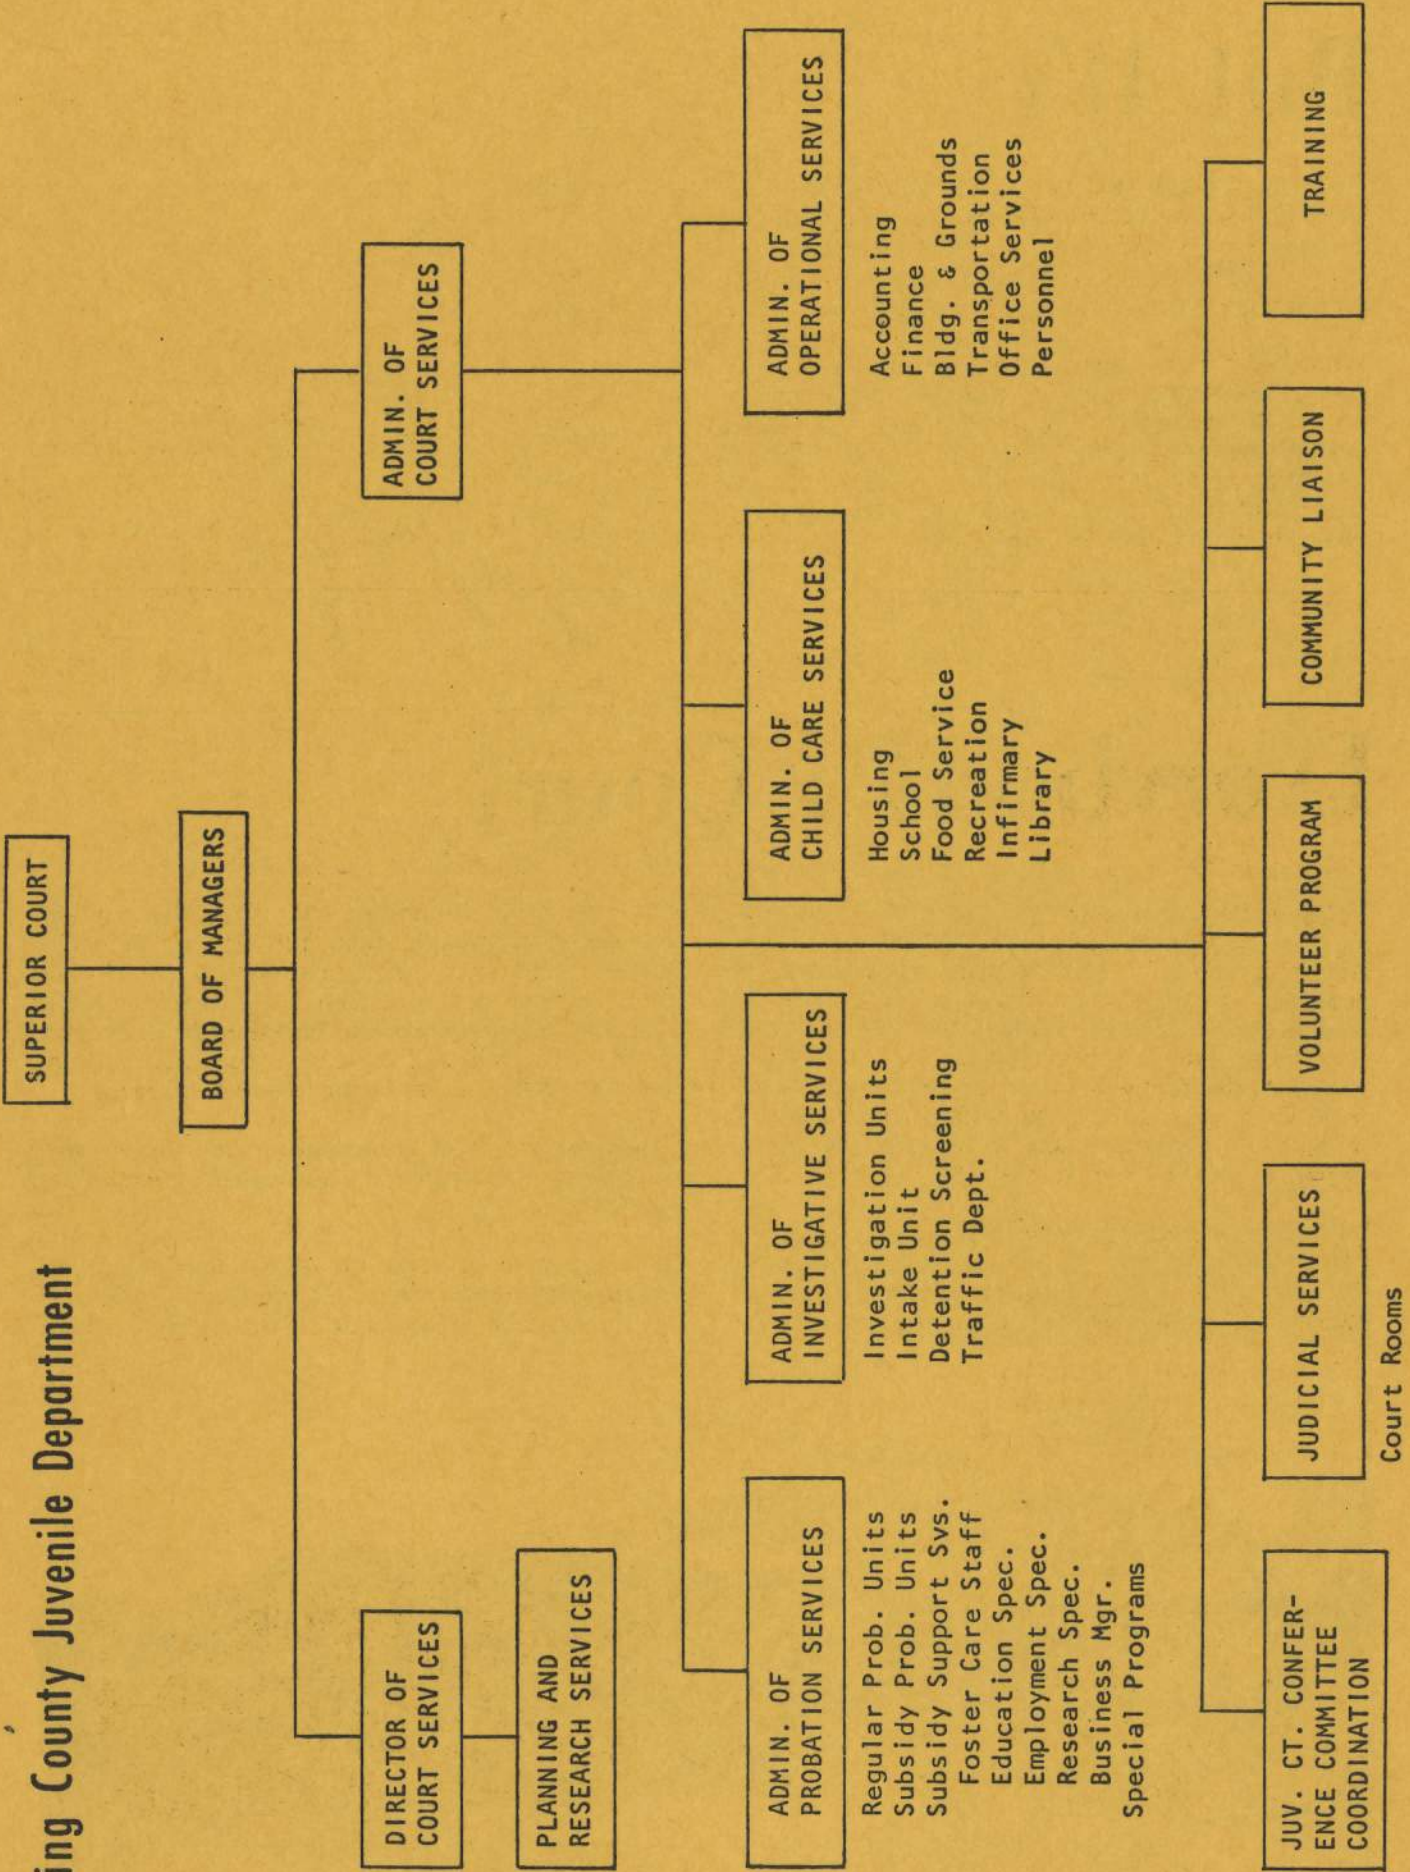 ing County Juvenile Department
SUPERIOR COURT
BOARD OF MANAGERS
DIRECTOR OF
COURT SERVICES
ADMIN. OF
COURT SERVICES
PLANNING AND
RESEARCH SERVICES
ADMIN. OF
PROBATION SERVICES
Regular Prob. Units
Subsidy Prob. Units
Subsidy Support Svs.
Foster Care Staff
Education Spec.
Employment Spec.
Research Spec.
Business Mgr.
Special Programs
ADMIN. OF
INVESTIGATIVE SERVICES
Investigation Units
Intake Unit
Detention Screening
Traffic Dept.
ADMIN. OF
CHILD CARE SERVICES
Housing
School
Food Service
Recreation
Infirmary
Library
ADMIN. OF
OPERATIONAL SERVICES
Accounting
Finance
Bldg. & Grounds
Transportation
Office Services
Personnel
JUV. CT. CONFER-
ENCE COMMITTEE
COORDINATION
JUDICIAL SERVICES
Court Rooms
VOLUNTEER PROGRAM
COMMUNITY LIAISON
TRAINING